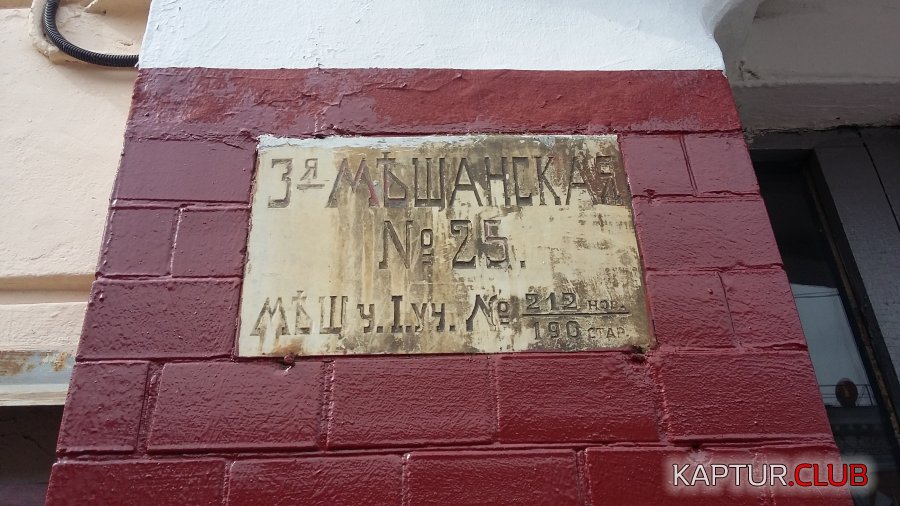 3я МѢЩАНСКАЯ
№ 25.
МѢЩ у. I. уч. № 212 нов.
190 стар.
KAPTUR.CLUB